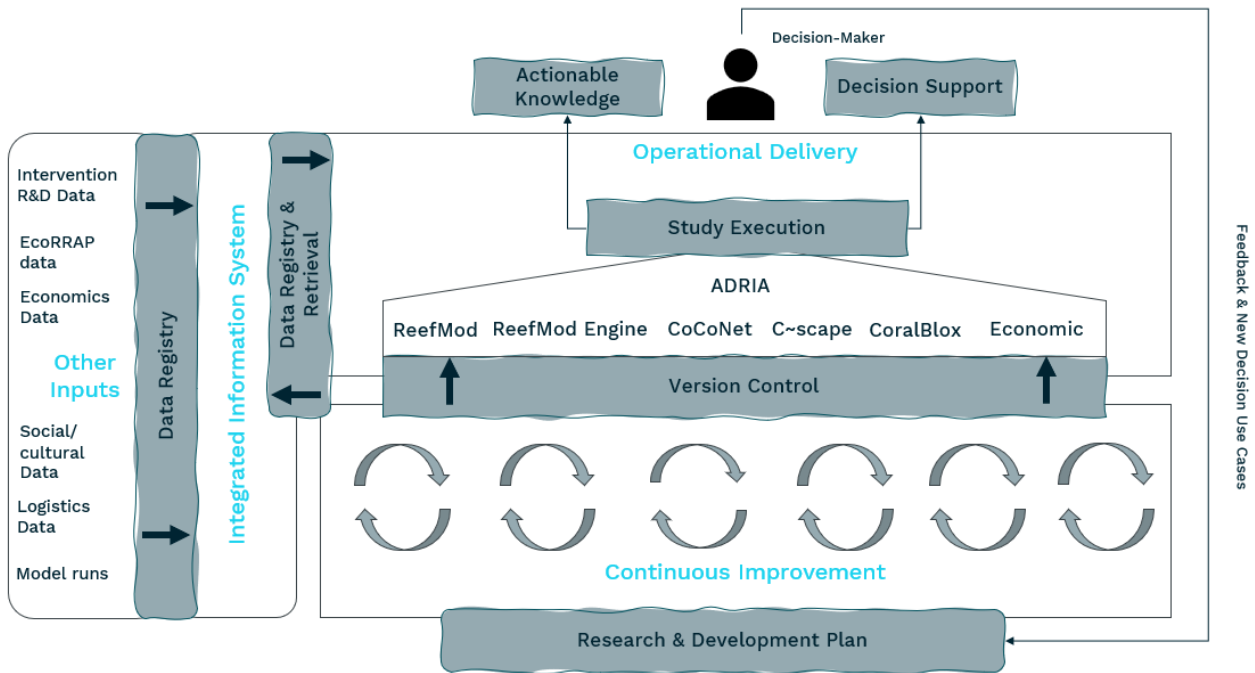 Decision-Maker
Actionable
Knowledge
Decision Support
Operational Delivery
Intervention
R&D Data
EcoRRAP
data
Economics
Data
Other
Inputs
Social/
cultural
Data
Logistics
Data
Model runs
Data Registry
Integrated Information System
Data Registry &
Retrieval
Study Execution
ADRIA
ReefMod
ReefMod Engine
CoCoNet
C~scape
CoralBlox
Economic
Version Control
Continuous Improvement
Research & Development Plan
Feedback & New Decision Use Cases